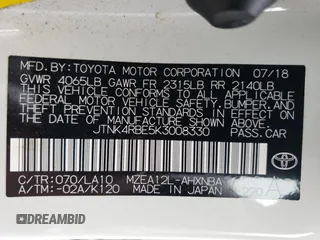 MFD. BY: TOYOTA MOTOR CORPORATION 07/18
GVWR 4065LB GAWR FR 2315LB RR 2140LB
THIS VEHICLE CONFORMS TO ALL APPLICABLE
FEDERAL MOTOR VEHICLE SAFETY, BUMPER, AND
THEFT PREVENTION STANDARDS IN EFFECT ON
THE DATE OF MANUFACTURE SHOWN ABOVE.
JTNK4RBE5K3008330
PASS. CAR
C/TR: 070/LA10 MZEA12L-AHXNBA
A/TM: -02A/K120 MADE IN JAPAN
TOYOTA